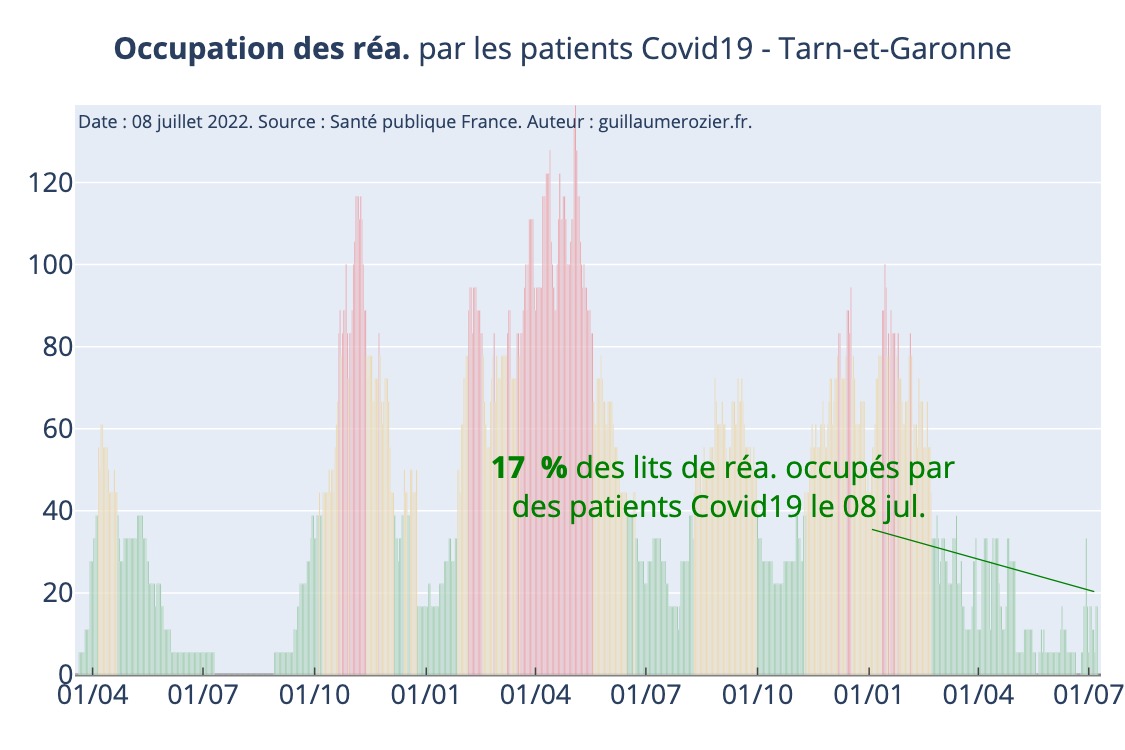 Occupation des réa. par les patients Covid19 - Tarn-et-Garonne
Date : 08 juillet 2022. Source : Santé publique France. Auteur : guillaumerozier.fr.
120
100
80
60
17 % des lits de réa. occupés par
des patients Covid19 le 08 jul.
40
20
0
01/04 01/07 01/10 01/01 01/04 01/07 01/10 01/01 01/04 01/07